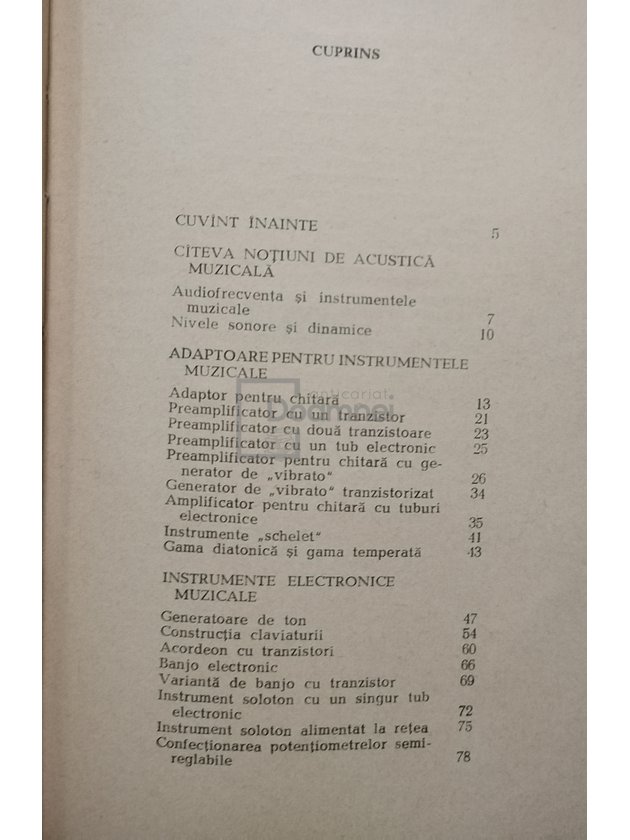 CUPRINS
CUVÎNT ÎNAINTE 5
CÎTEVA NOŢIUNI DE ACUSTICĂ
MUZICALĂ
Audiofrecvenţa şi instrumentele
muzicale 7
Nivele sonore şi dinamice 10
ADAPTOARE PENTRU INSTRUMENTELE
MUZICALE
anticariat
Doamnei
Adaptor pentru chitară 13
Preamplificator cu un tranzistor 21
Preamplificator cu două tranzistoare 23
Preamplificator cu un tub electronic 25
Preamplificator pentru chitară cu ge-
nerator de „vibrato“ 26
Generator de „vibrato“ tranzistorizat 34
Amplificator pentru chitară cu tuburi
electronice 35
Instrumente „schelet“ 41
Gama diatonică şi gama temperată 43
INSTRUMENTE ELECTRONICE
MUZICALE
Generatoare de ton 47
Construcţia claviaturii 54
Acordeon cu tranzistori 60
Banjo electronic 66
Variantă de banjo cu tranzistor 69
Instrument soloton cu un singur tub
electronic 72
Instrument soloton alimentat la reţea 75
Confecţionarea potenţiometrelor semi-
reglabile 78